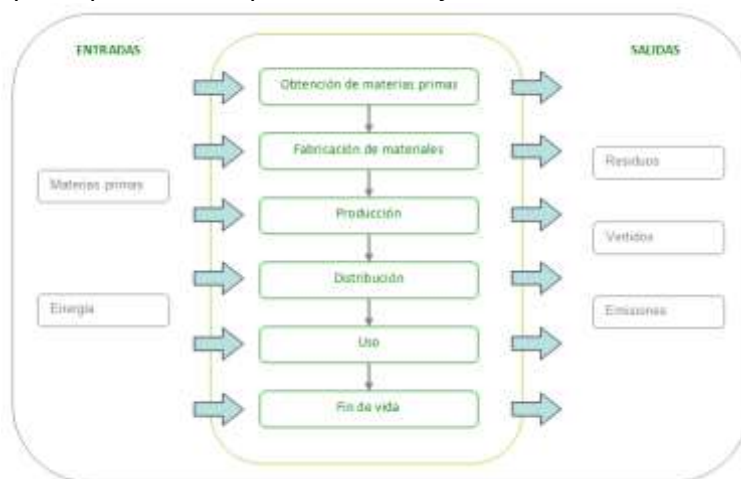 ENTRADAS
SALIDAS
Obtención de materias primas
Fabricación de materiales
Residuos
Materias primas
Producción
Vertidos
Distribución
Energía
Emisiones
Uso
Fin de vida